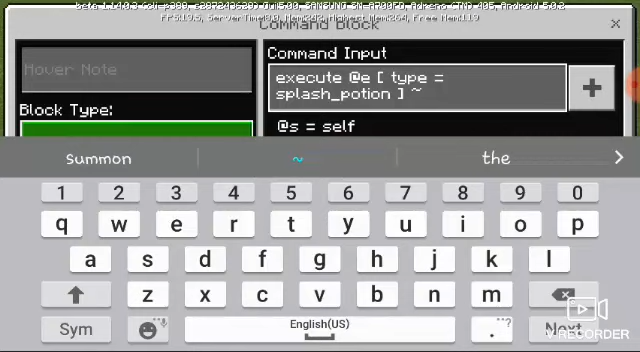 Command Block
Hover Note
Block Type:
Command Input
execute @e [ type =
splash_potion ] ~
@s = self
+
Summon ~ the
1 2 3 4 5 6 7 8 9 0
q w e r t y u i o p
a s d f g h j k l
z x c v b n m
Sym English(US) . Next
V-RECORDER